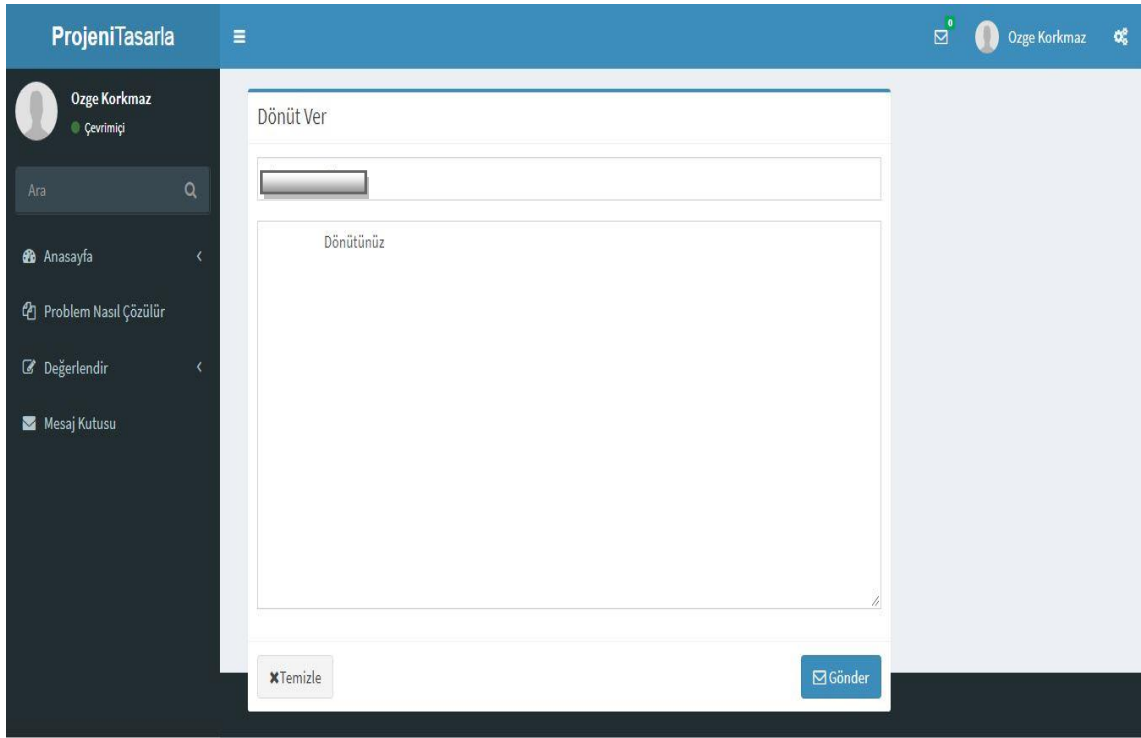 ProjeniTasarla
0
Ozge Korkmaz
Ozge Korkmaz
Çevrimiçi
Ara
Anasayfa
Problem Nasıl Çözülür
Değerlendir
Mesaj Kutusu
Dönüt Ver
Dönütünüz
Temizle
Gönder